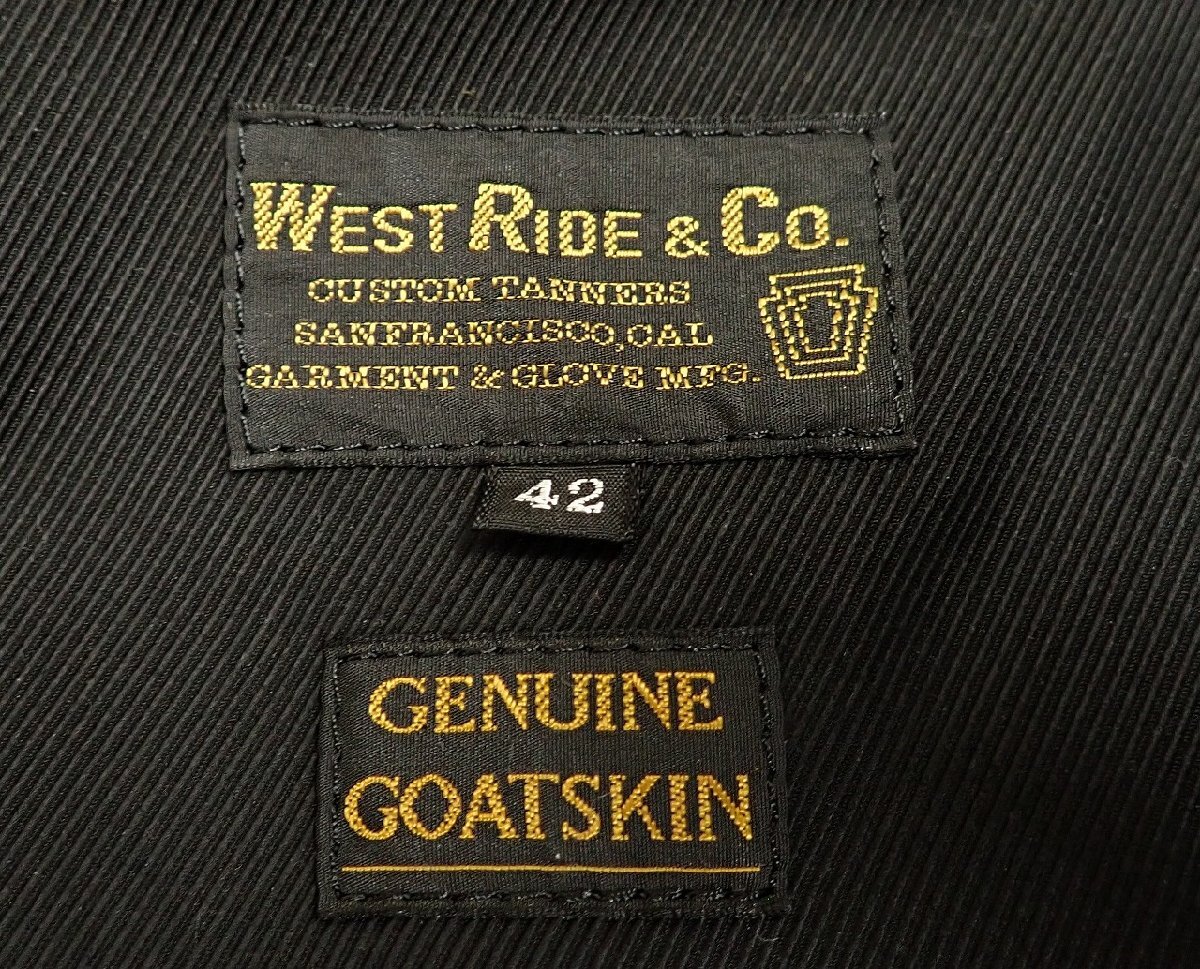 WEST RIDE & CO.
CUSTOM TANNERS
SANFRANCISCO, CAL
GARMENT & GLOVE MFG.
42
GENUINE
GOATSKIN